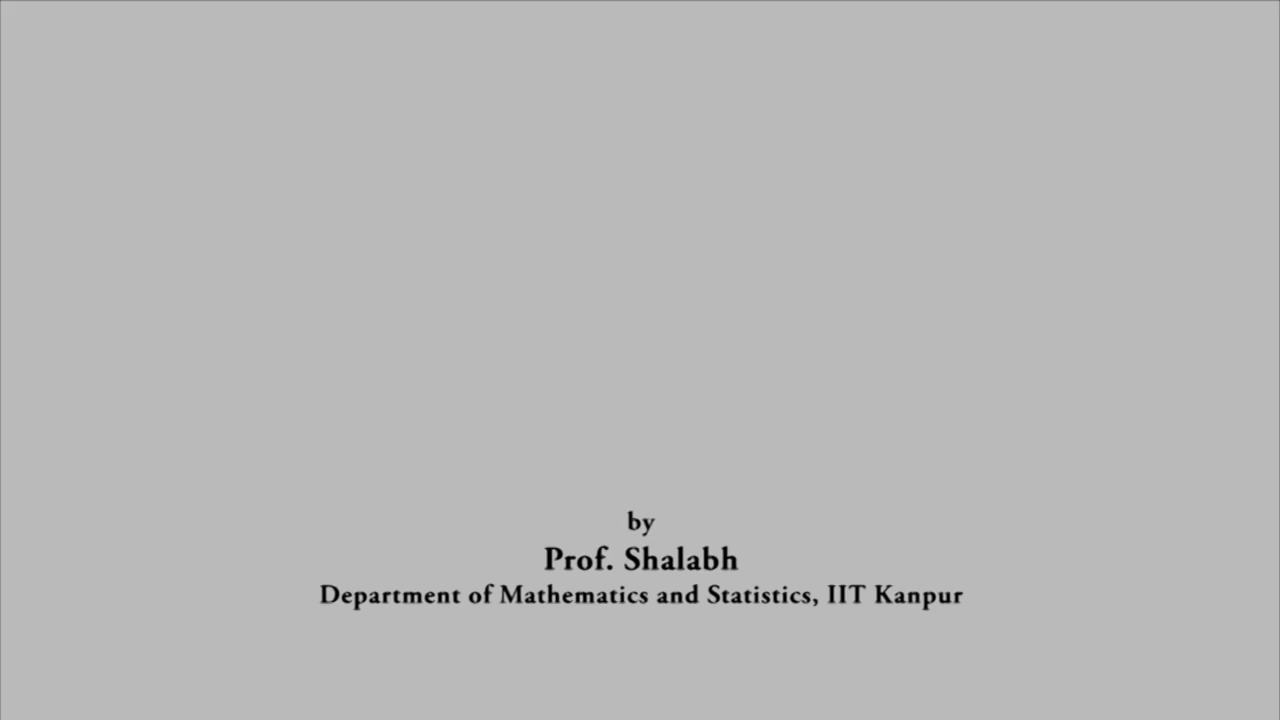 by
Prof. Shalabh
Department of Mathematics and Statistics, IIT Kanpur